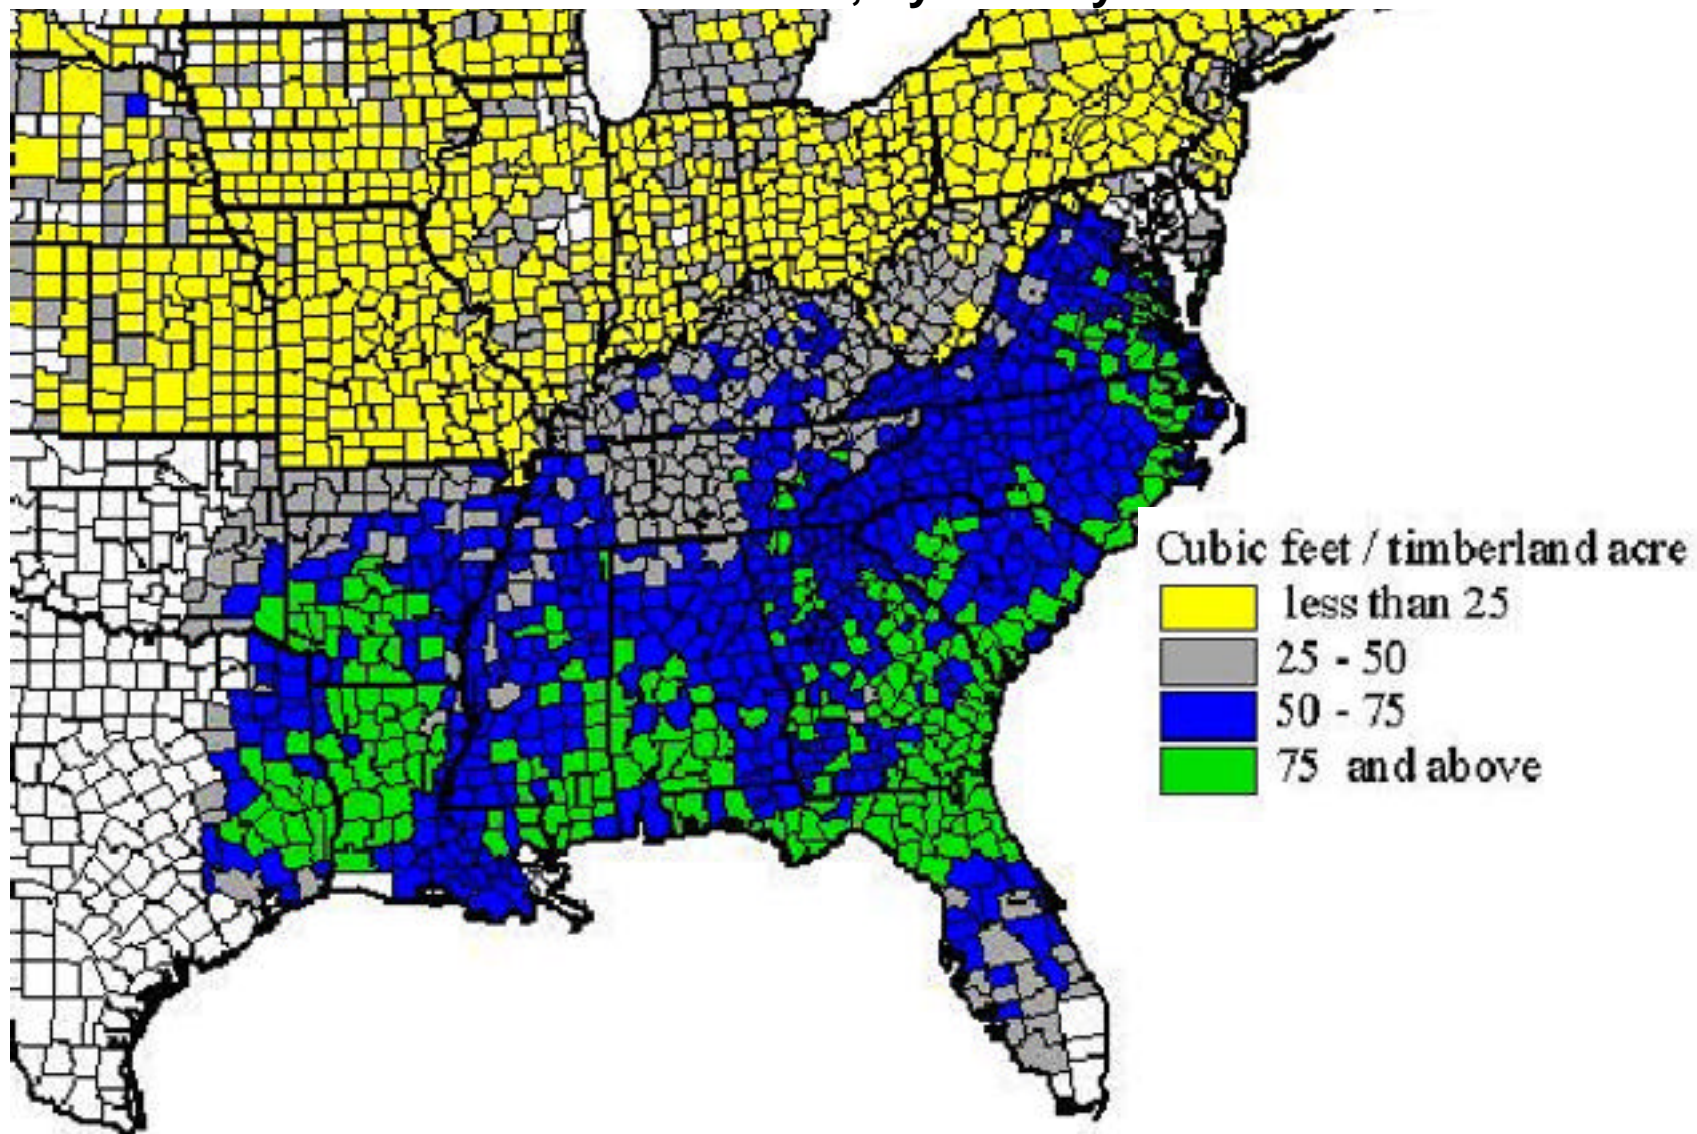 Cubic feet / timberland acre
less than 25
25 - 50
50 - 75
75 and above